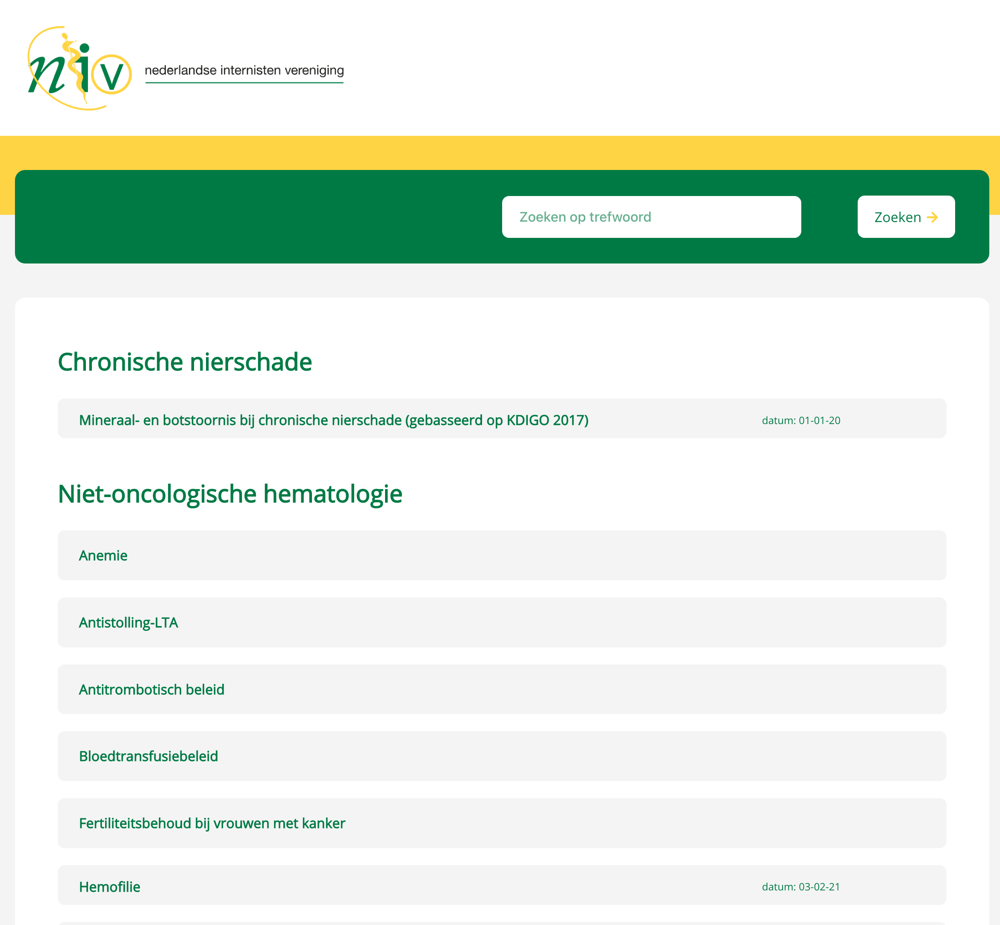 niv
nederlandse internisten vereniging
Zoeken op trefwoord
Zoeken
Chronische nierschade
Mineraal- en botstoornis bij chronische nierschade (gebasseerd op KDIGO 2017) datum: 01-01-20
Niet-oncologische hematologie
Anemie
Antistolling-LTA
Antitrombotisch beleid
Bloedtransfusiebeleid
Fertiliteitsbehoud bij vrouwen met kanker
Hemofilie datum: 03-02-21